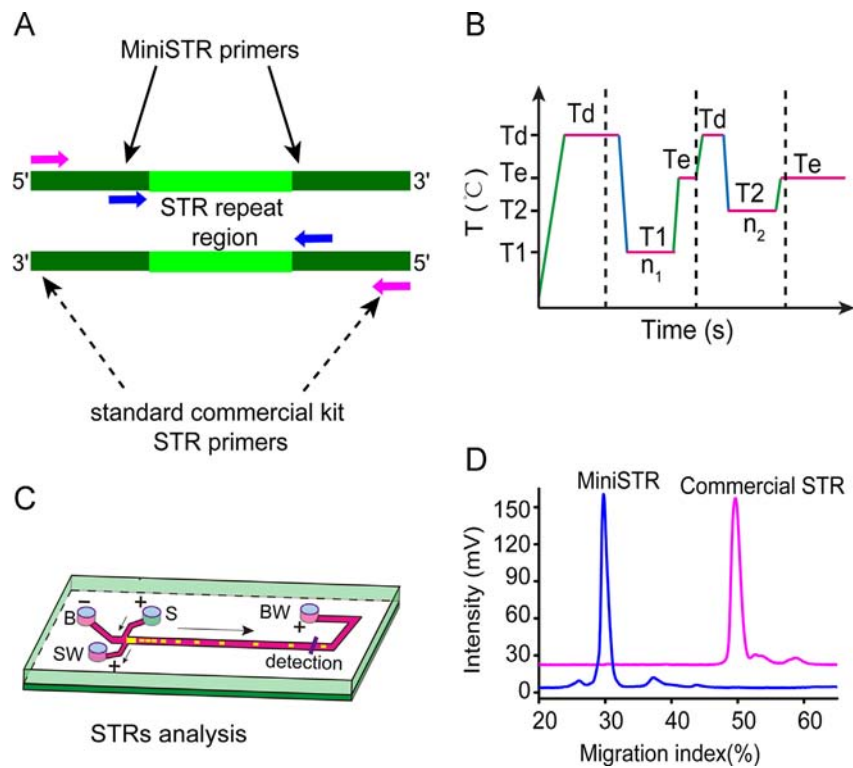 A
MiniSTR primers
5'
3'
STR repeat
region
3'
5'
standard commercial kit
STR primers
B
T (℃)
Td
Te
T2
T1
Td
T1
n1
Te
Td
T2
n2
Te
Time (s)
C
B
−
+
S
SW
+
BW
+
detection
STRs analysis
D
MiniSTR
Commercial STR
Intensity (mV)
150
120
90
60
30
0
20
30
40
50
60
Migration index(%)